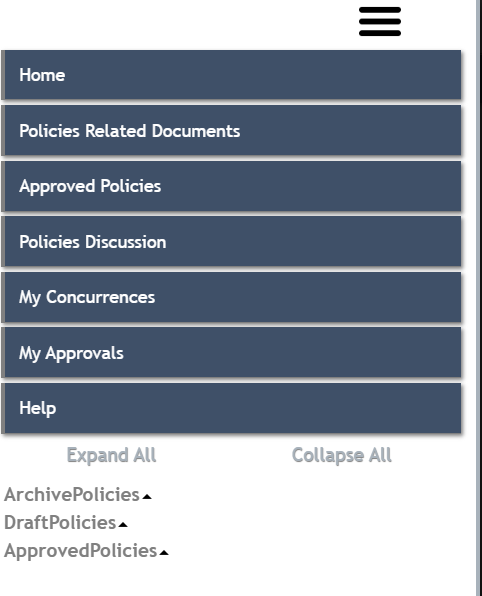 Home
Policies Related Documents
Approved Policies
Policies Discussion
My Concurrences
My Approvals
Help
Expand All Collapse All
ArchivePolicies
DraftPolicies
ApprovedPolicies